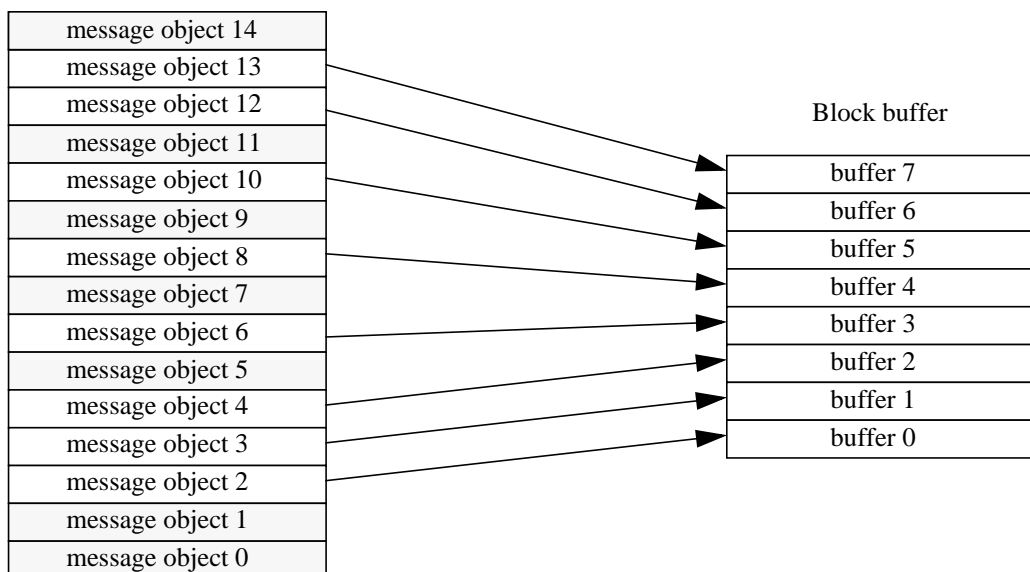 message object 14
message object 13
message object 12
message object 11
message object 10
message object 9
message object 8
message object 7
message object 6
message object 5
message object 4
message object 3
message object 2
message object 1
message object 0
Block buffer
buffer 7
buffer 6
buffer 5
buffer 4
buffer 3
buffer 2
buffer 1
buffer 0